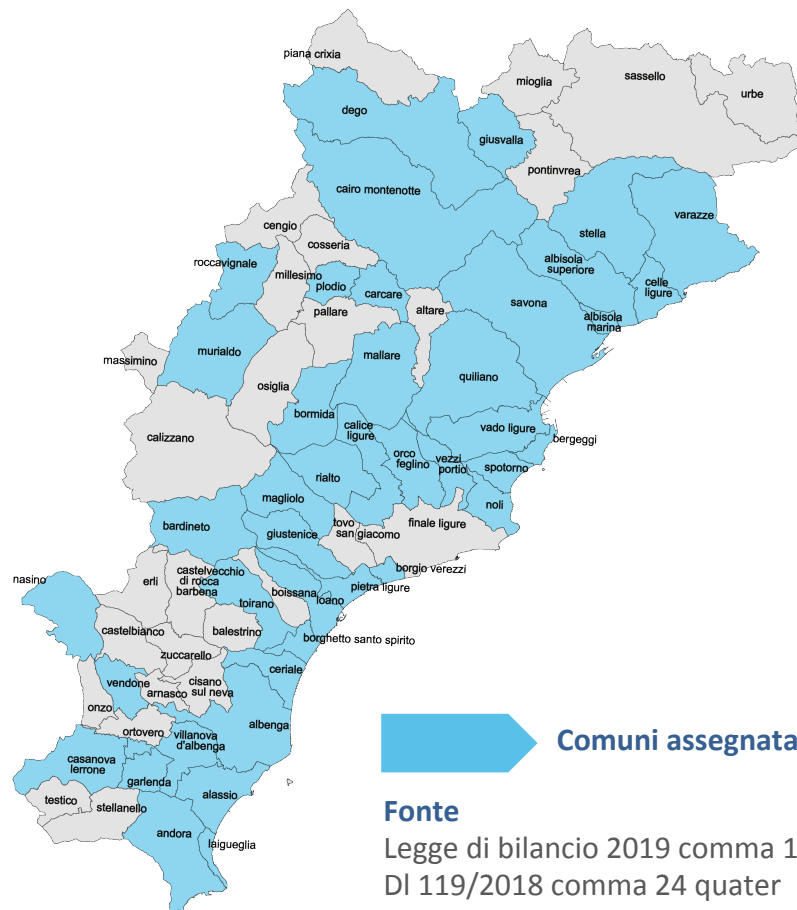 piana crixia
mioglia
sassello
urbe
dego
giusvalla
pontinvrea
cairo montenotte
cengio
cosseria
stella
varazze
roccavignale
millesimo
plodio
carcare
albisola
superiore
celle
ligure
pallare
altare
savona
albisola
marina
massimino
murialdo
osiglia
mallare
quiliano
calizzano
bormida
calice
ligure
vado ligure
bergeggi
orco
feglino
vezzi
portio
spotorno
rialto
magliolo
noli
bardineto
giustenice
tovo
san giacomo
finale ligure
nasino
erli
castelvecchio
di rocca
barbena
toirano
boissana
loano
pietra ligure
borgio verezzi
castelbianco
balestrino
borghetto santo spirito
zuccarello
ceriale
vendone
arnasco
cisano
sul neva
onzo
ortovero
villanova
d'albenga
albenga
casanova
lerrone
garlenda
alassio
testico
stellanello
andora
laigueglia
Comuni assegnata
Fonte
Legge di bilancio 2019 comma 1
Dl 119/2018 comma 24 quater